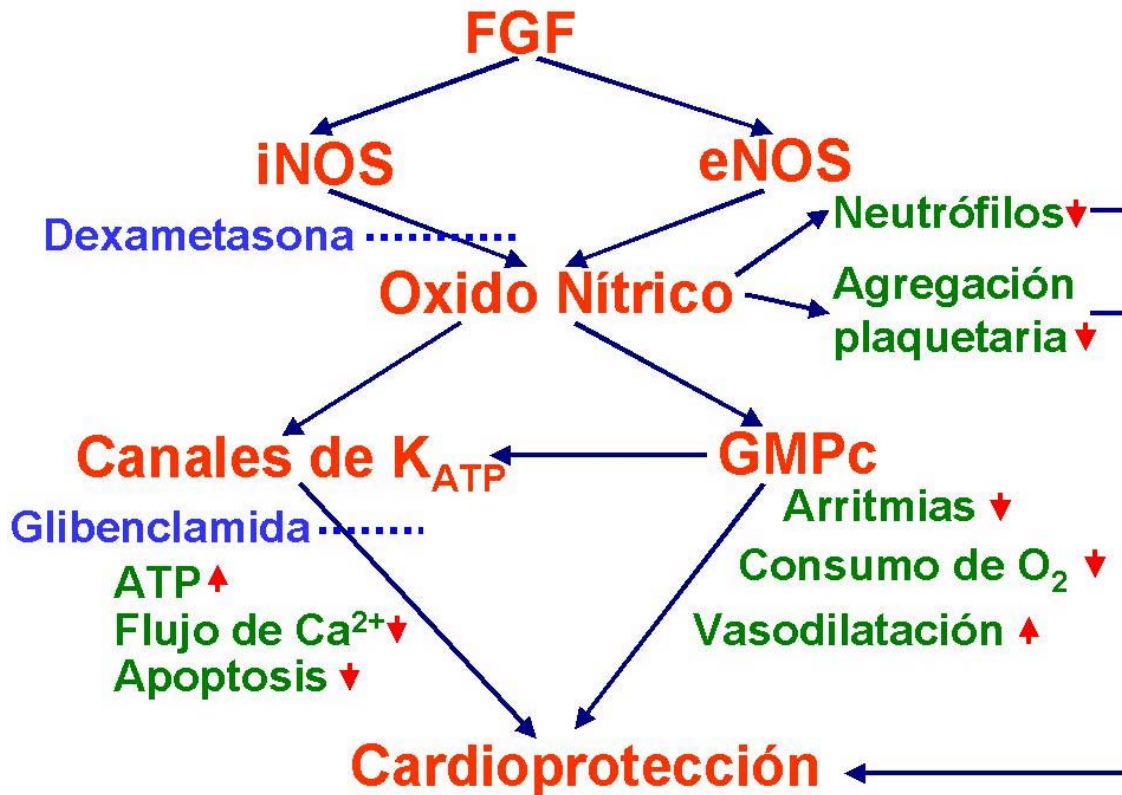 FGF
iNOS
eNOS
Dexametasona
Neutrófilos
Oxido Nítrico
Agregación
plaquetaria
Canales de K_ATP
GMPc
Glibenclamida
Arritmias
ATP
Consumo de O₂
Flujo de Ca²⁺
Vasodilatación
Apoptosis
Cardioprotección